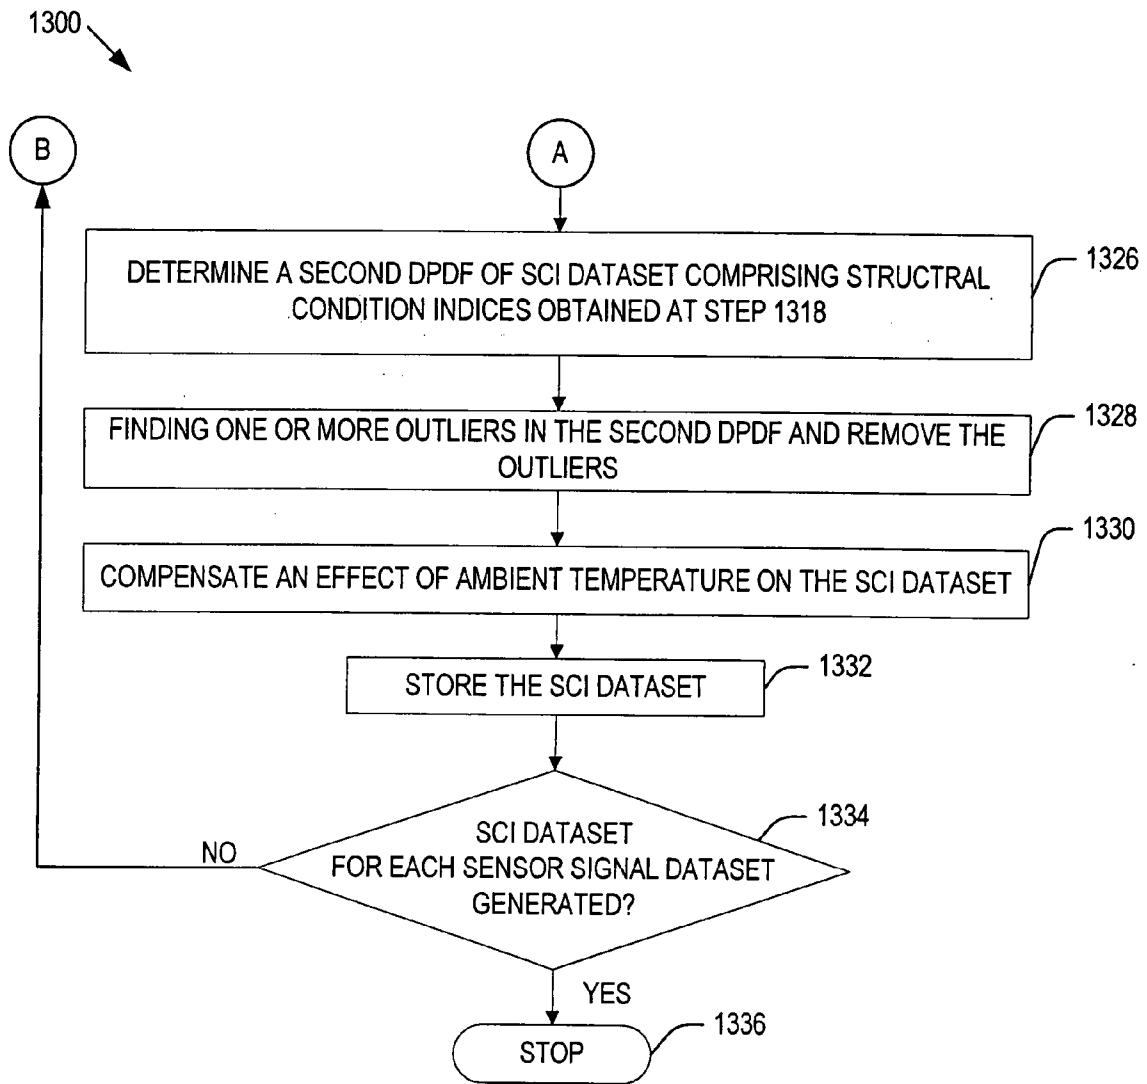 1300
B
A
DETERMINE A SECOND DPDF OF SCI DATASET COMPRISING STRUCTRAL
CONDITION INDICES OBTAINED AT STEP 1318
1326
FINDING ONE OR MORE OUTLIERS IN THE SECOND DPDF AND REMOVE THE
OUTLIERS
1328
COMPENSATE AN EFFECT OF AMBIENT TEMPERATURE ON THE SCI DATASET
1330
STORE THE SCI DATASET
1332
SCI DATASET
FOR EACH SENSOR SIGNAL DATASET
GENERATED?
1334
NO
YES
STOP
1336